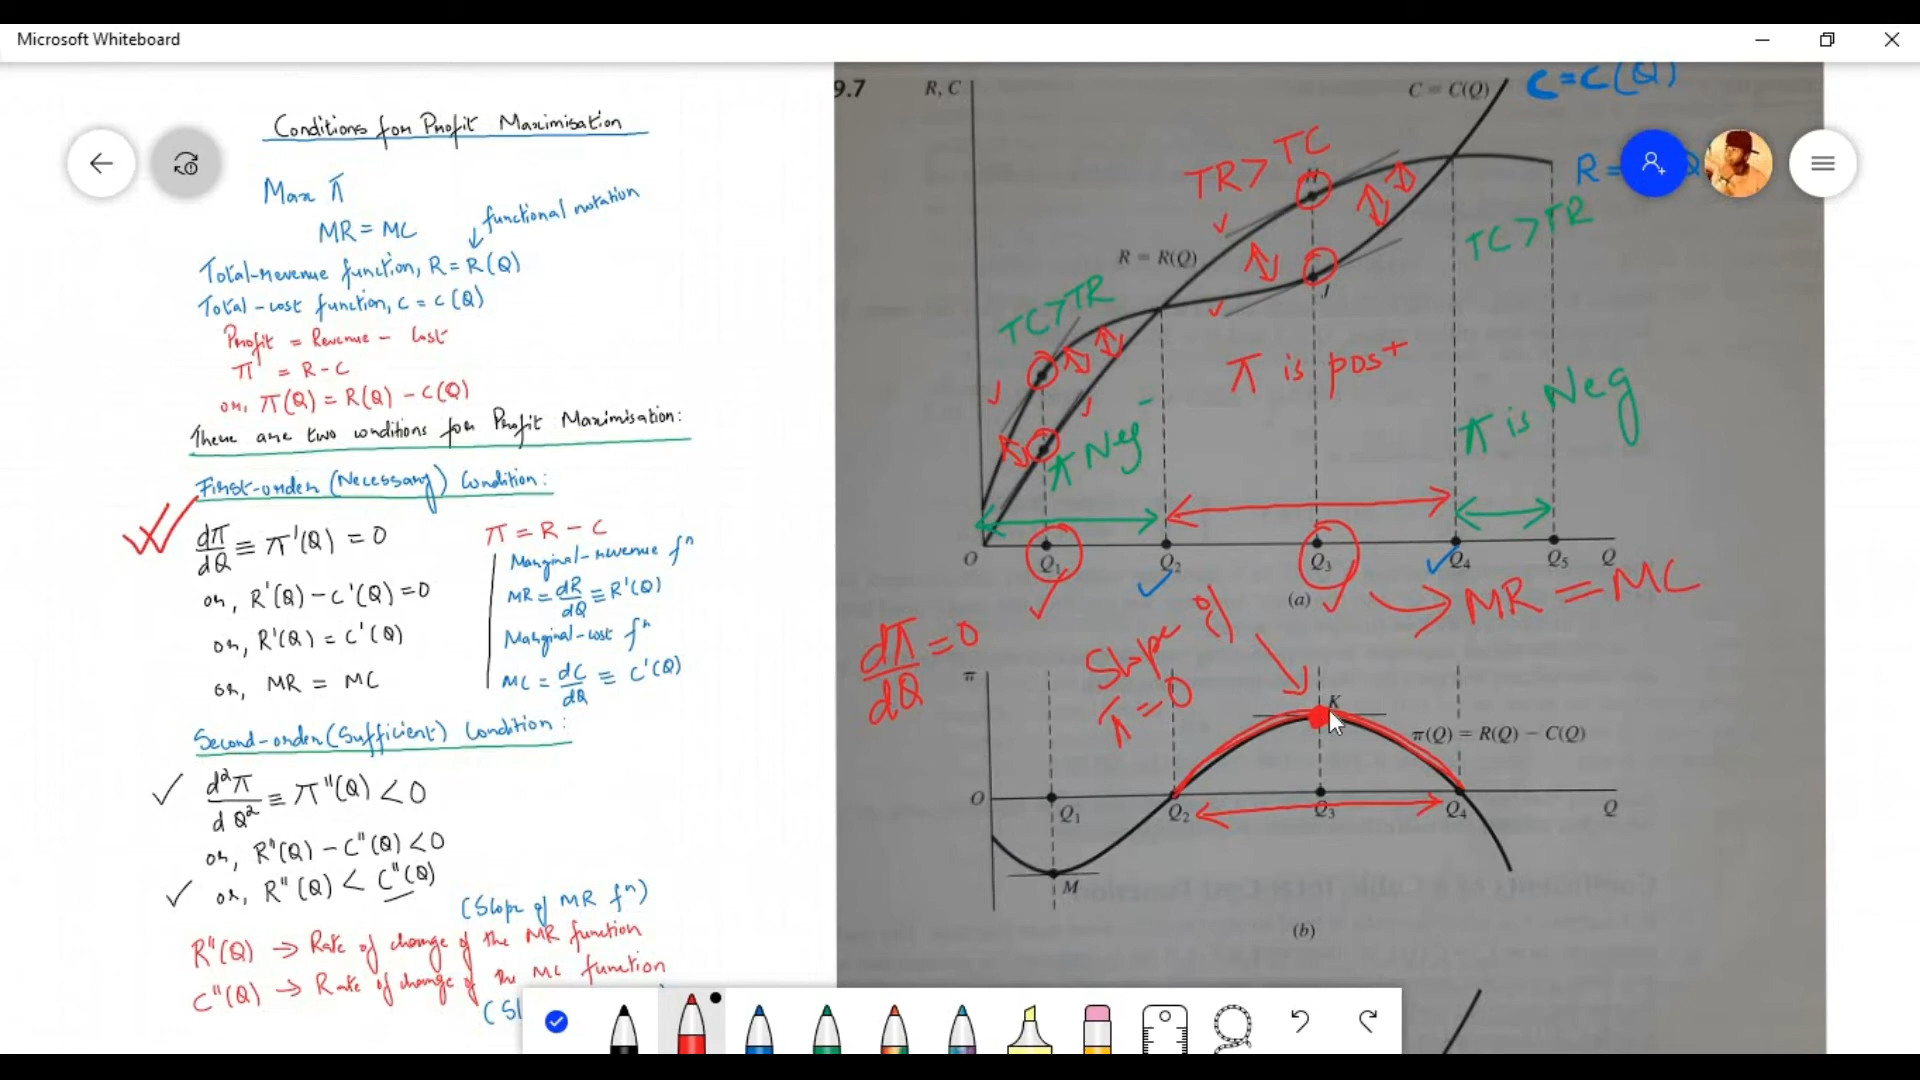 Microsoft Whiteboard
Conditions for Profit Maximisation
Max π
MR = MC
functional notation
Total-revenue function, R = R(Q)
Total-cost function, C = C(Q)
Profit = Revenue - Cost
π = R - C
or, π(Q) = R(Q) - C(Q)
There are two conditions for Profit Maximisation:
First-order (Necessary) Condition:
dπ/dQ ≡ π'(Q) = 0
or, R'(Q) - C'(Q) = 0
or, R'(Q) = C'(Q)
or, MR = MC
π = R - C
Marginal-revenue fⁿ
MR = dR/dQ ≡ R'(Q)
Marginal-cost fⁿ
MC = dC/dQ ≡ C'(Q)
Second-order (Sufficient) Condition:
d²π/dQ² ≡ π"(Q) < 0
or, R"(Q) - C"(Q) < 0
or, R"(Q) < C"(Q)
(Slope of MR fⁿ)
R"(Q) → Rate of change of the MR function
C"(Q) → Rate of change of the MC function
(Sl
9.7
R, C
C = C(Q)
C = C(Q)
R =
Q
TR > TC
TC > TR
R = R(Q)
J
TC > TR
π is pos+
π is Neg
π Neg -
O Q₁ Q₂ Q₃ Q₄ Q₅ Q
(a)
MR = MC
dπ/dQ = 0
Slope of π = 0
π
K
π(Q) = R(Q) − C(Q)
O Q₁ Q₂ Q₃ Q₄ Q
M
(b)